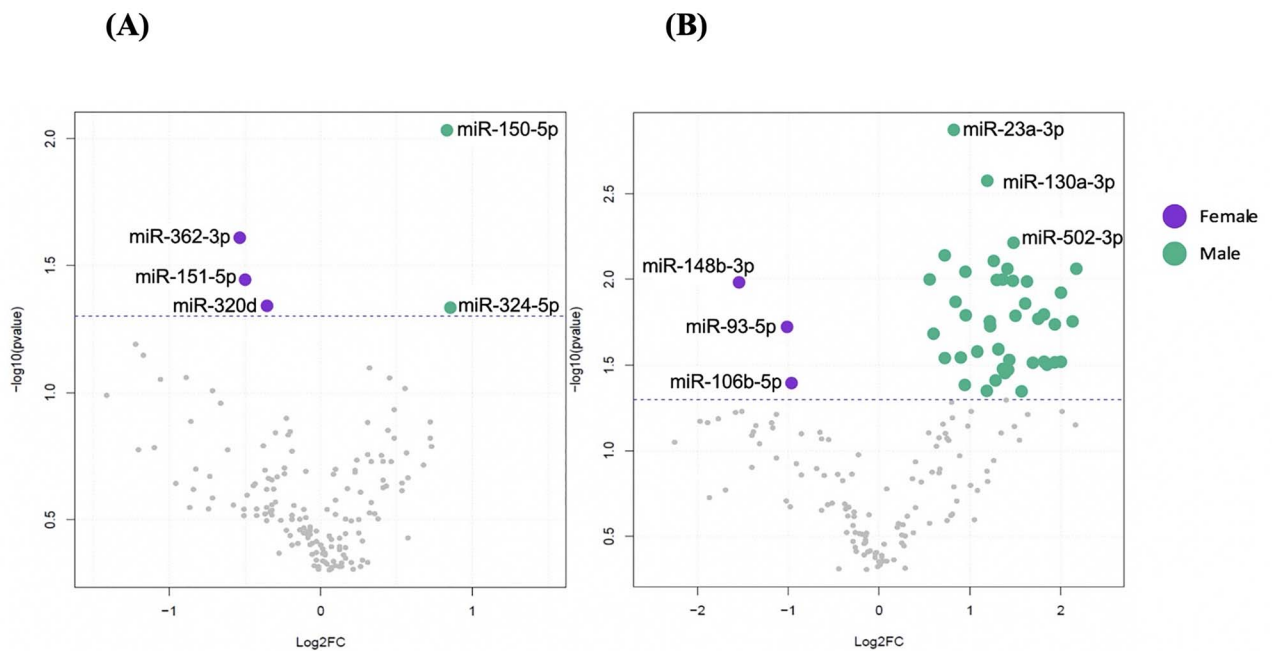 (A)
(B)
miR-150-5p
miR-362-3p
miR-151-5p
miR-320d
miR-324-5p
2.0
1.5
1.0
0.5
−log10(pvalue)
−1
0
1
Log2FC
miR-23a-3p
miR-130a-3p
miR-502-3p
miR-148b-3p
miR-93-5p
miR-106b-5p
2.5
2.0
1.5
1.0
0.5
−log10(pvalue)
−2
−1
0
1
2
Log2FC
Female
Male